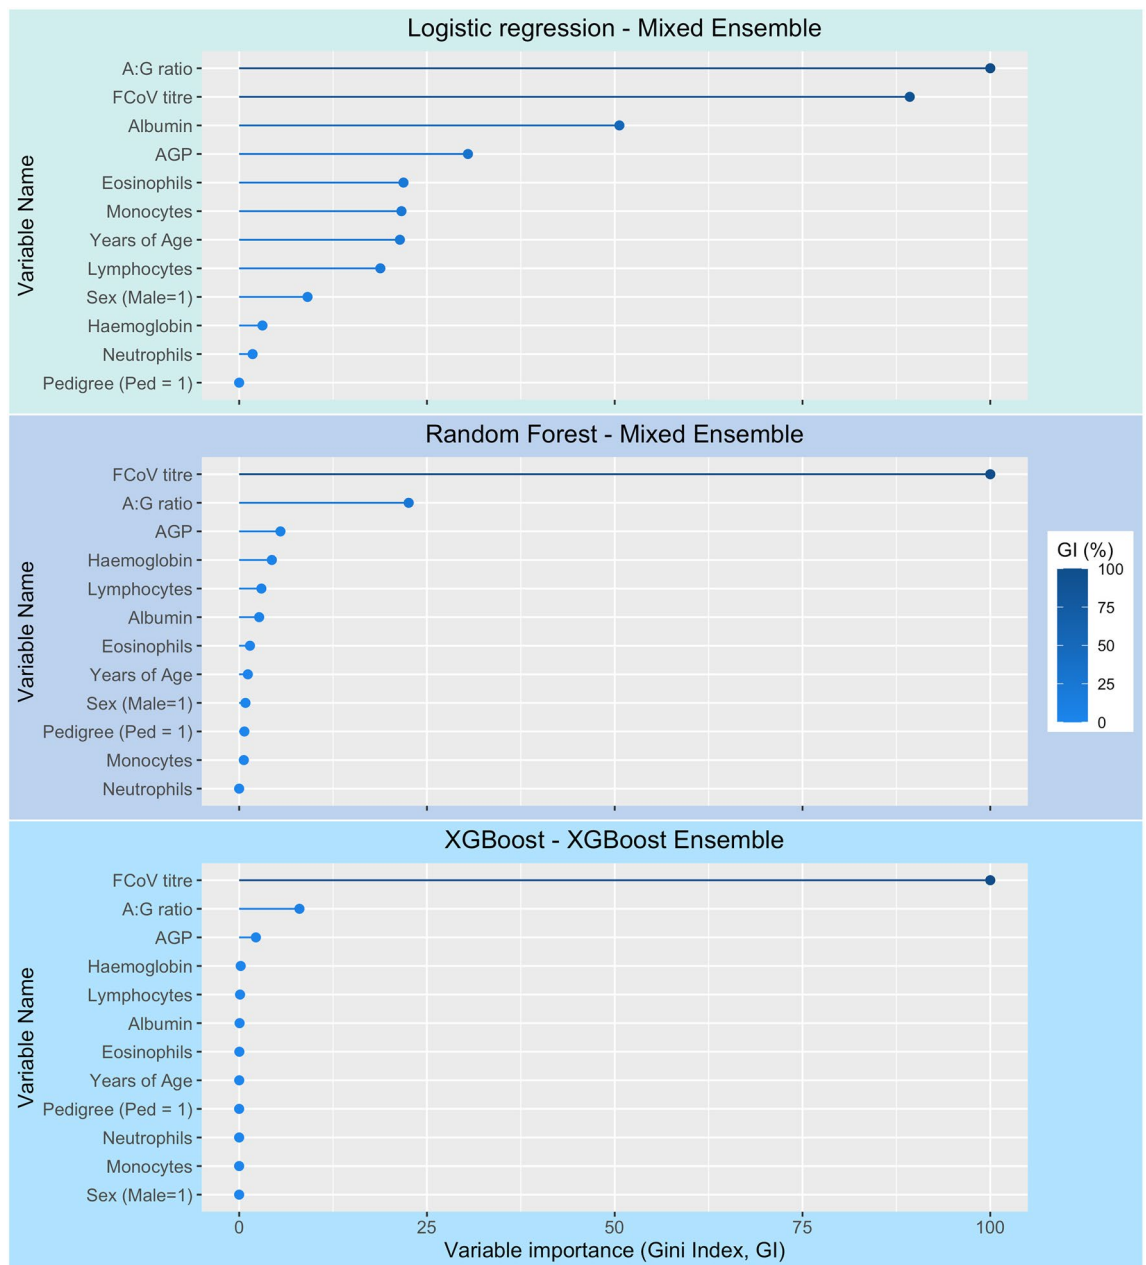 Logistic regression - Mixed Ensemble
Variable Name
A:G ratio
FCoV titre
Albumin
AGP
Eosinophils
Monocytes
Years of Age
Lymphocytes
Sex (Male=1)
Haemoglobin
Neutrophils
Pedigree (Ped = 1)
Random Forest - Mixed Ensemble
Variable Name
FCoV titre
A:G ratio
AGP
Haemoglobin
Lymphocytes
Albumin
Eosinophils
Years of Age
Sex (Male=1)
Pedigree (Ped = 1)
Monocytes
Neutrophils
GI (%)
100
75
50
25
0
XGBoost - XGBoost Ensemble
Variable Name
FCoV titre
A:G ratio
AGP
Haemoglobin
Lymphocytes
Albumin
Eosinophils
Years of Age
Pedigree (Ped = 1)
Neutrophils
Monocytes
Sex (Male=1)
0 25 50 75 100
Variable importance (Gini Index, GI)